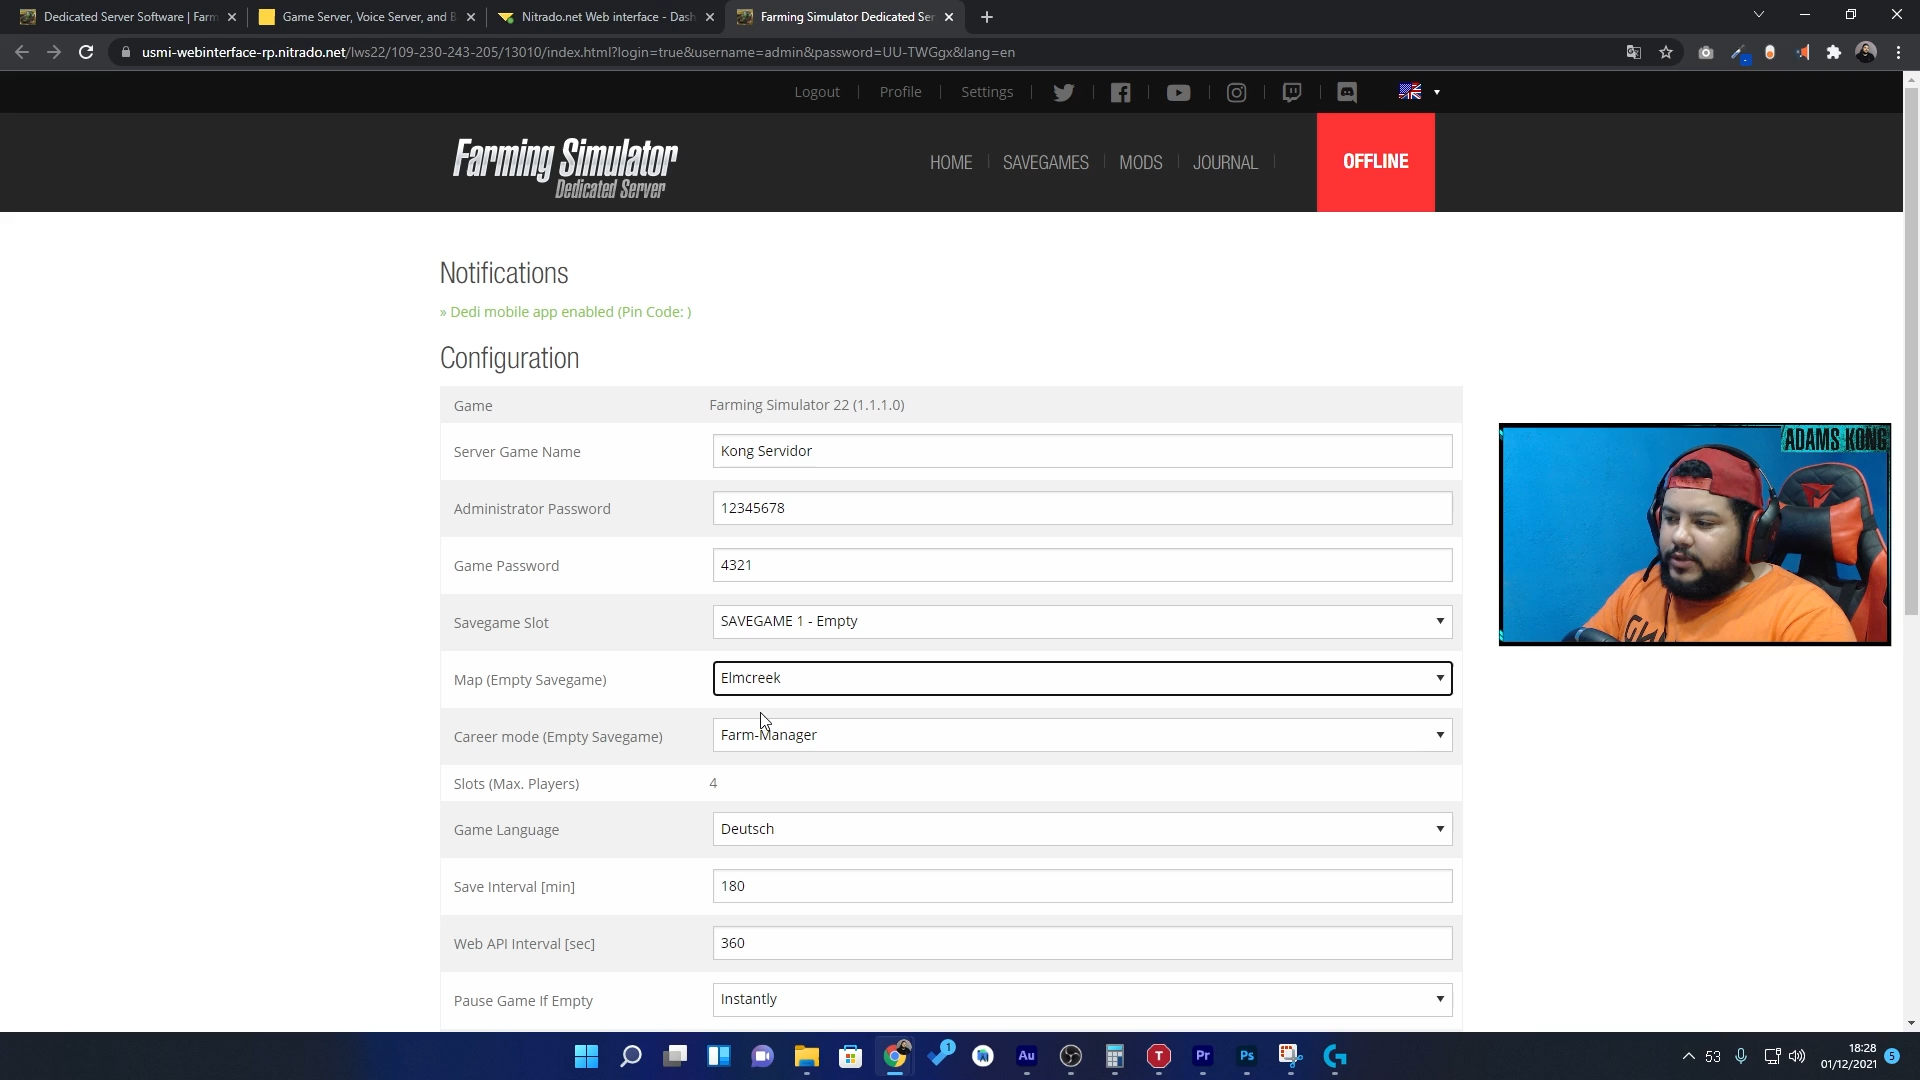 Dedicated Server Software | Farm
Game Server, Voice Server, and B
Nitrado.net Web interface - Dash
Farming Simulator Dedicated Ser
usmi-webinterface-rp.nitrado.net/lws22/109-230-243-205/13010/index.html?login=true&username=admin&password=UU-TWGgx&lang=en
Logout
Profile
Settings
Farming Simulator
Dedicated Server
HOME
SAVEGAMES
MODS
JOURNAL
OFFLINE
Notifications
» Dedi mobile app enabled (Pin Code: )
Configuration
Game
Farming Simulator 22 (1.1.1.0)
Server Game Name
Kong Servidor
Administrator Password
12345678
Game Password
4321
Savegame Slot
SAVEGAME 1 - Empty
Map (Empty Savegame)
Elmcreek
Career mode (Empty Savegame)
Farm-Manager
Slots (Max. Players)
4
Game Language
Deutsch
Save Interval [min]
180
Web API Interval [sec]
360
Pause Game If Empty
Instantly
ADAMS KONG
1
Au
T
Pr
Ps
53
18:28
01/12/2021
5